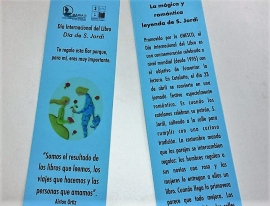 Día Internacional del Libro
Día de S. Jordi
Te regalo esta flor porque,
para mí, eres muy importante
"Somos el resultado de
los libros que leemos, los
viajes que hacemos y las
personas que amamos".
Airton Ortiz
La mágica y
romántica
leyenda de S. Jordi
Promovido por la UNESCO, el
Día Internacional del Libro es
una conmemoración celebrada a
nivel mundial (desde 1995) con el
objetivo de fomentar la
lectura. En Cataluña, el día 23
de abril se convierte en una
jornada festiva especialmente
romántica. Es cuando los
catalanes celebran su patrón, S.
Jordi, saliendo a la calle para
cumplir con una curiosa
tradición. La costumbre manda
que las parejas se intercambien
regalos: los hombres regalan a
sus novias con rosa y las
mujeres le entregan a ellos un
libro. Cuando llega la primavera
parece que todo mejora. Los